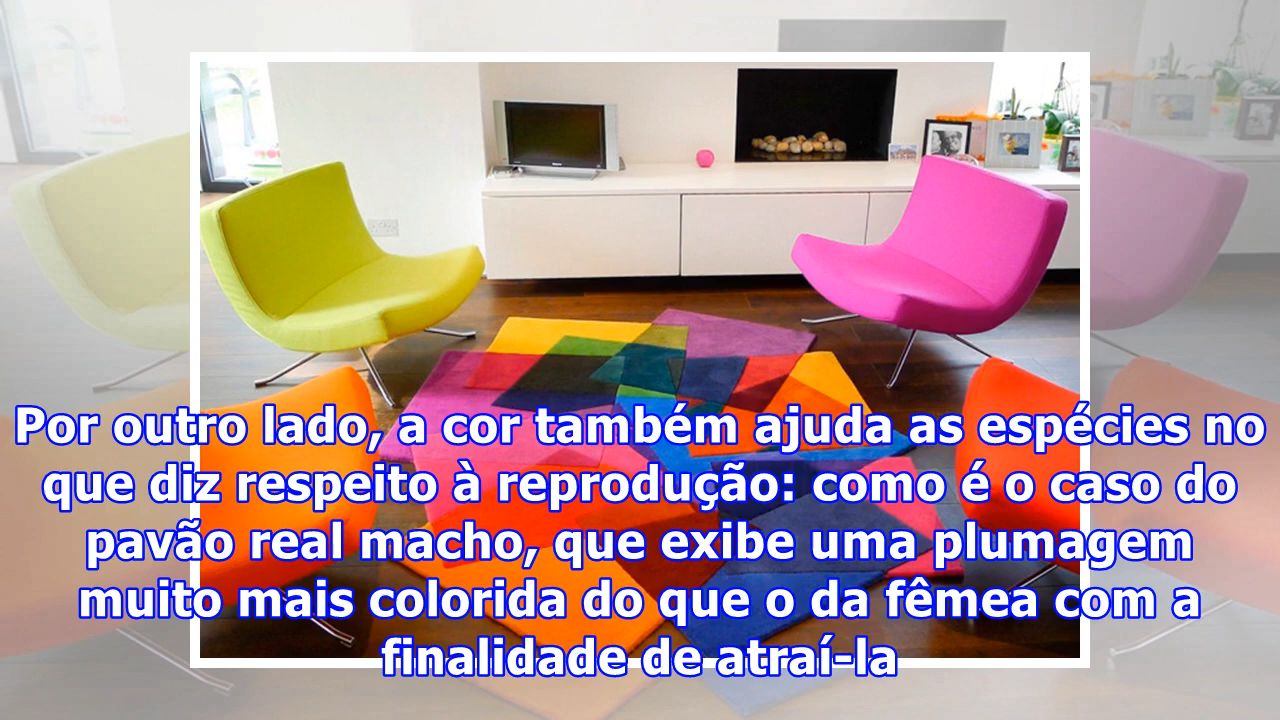 Por outro lado, a cor também ajuda as espécies no
que diz respeito à reprodução: como é o caso do
pavão real macho, que exibe uma plumagem
muito mais colorida do que o da fêmea com a
finalidade de atraí-la